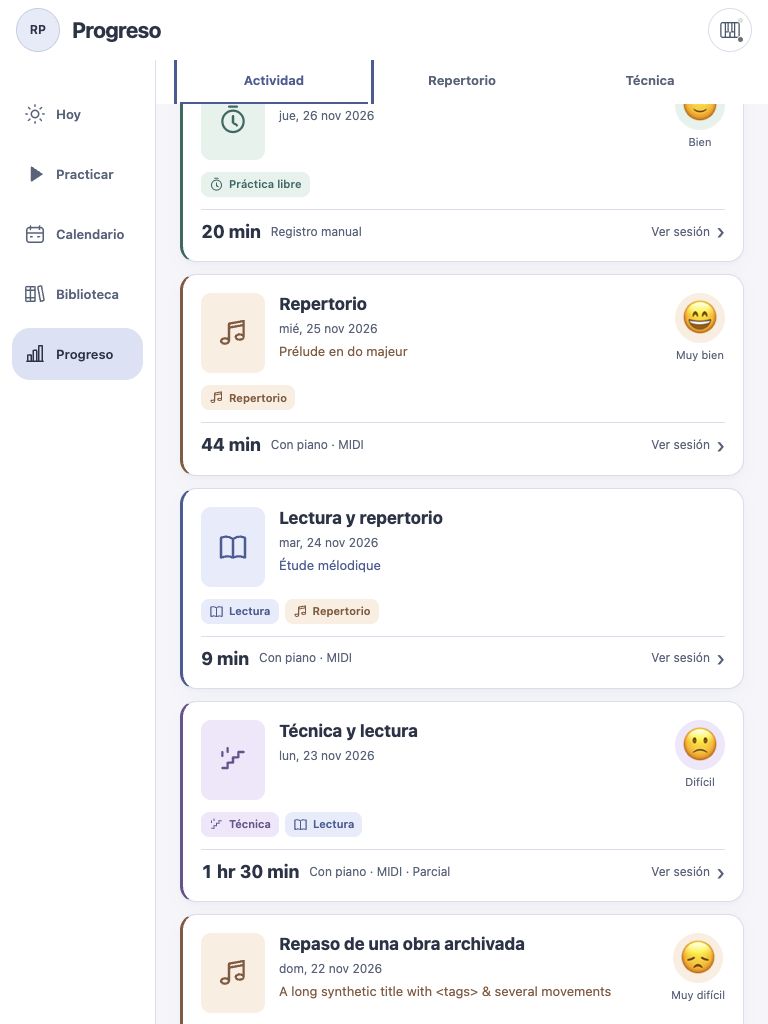 RP
Progreso
Hoy
Practicar
Calendario
Biblioteca
Progreso
Actividad
Repertorio
Técnica
jue, 26 nov 2026
Bien
Práctica libre
20 min Registro manual
Ver sesión
Repertorio
mié, 25 nov 2026
Prélude en do majeur
Muy bien
Repertorio
44 min Con piano · MIDI
Ver sesión
Lectura y repertorio
mar, 24 nov 2026
Étude mélodique
Lectura Repertorio
9 min Con piano · MIDI
Ver sesión
Técnica y lectura
lun, 23 nov 2026
Difícil
Técnica Lectura
1 hr 30 min Con piano · MIDI · Parcial
Ver sesión
Repaso de una obra archivada
dom, 22 nov 2026
A long synthetic title with <tags> & several movements
Muy difícil